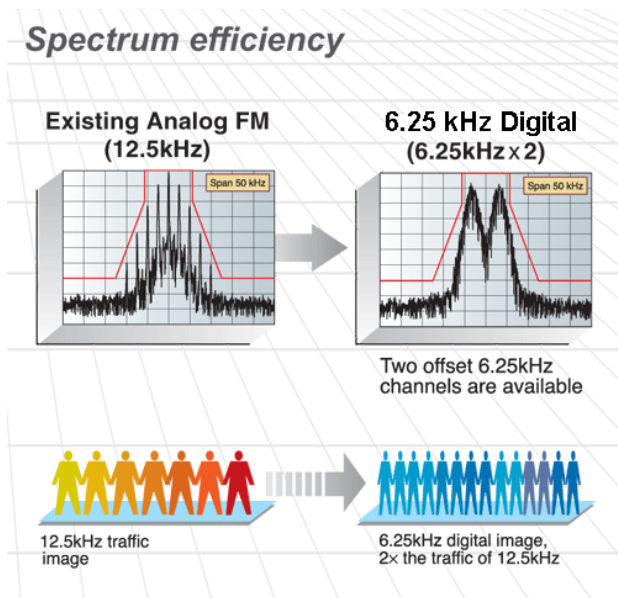 Spectrum efficiency
Existing Analog FM
(12.5kHz)
Span 50 kHz
6.25 kHz Digital
(6.25kHz x 2)
Span 50 kHz
Two offset 6.25kHz
channels are available
12.5kHz traffic
image
6.25kHz digital image,
2x the traffic of 12.5kHz